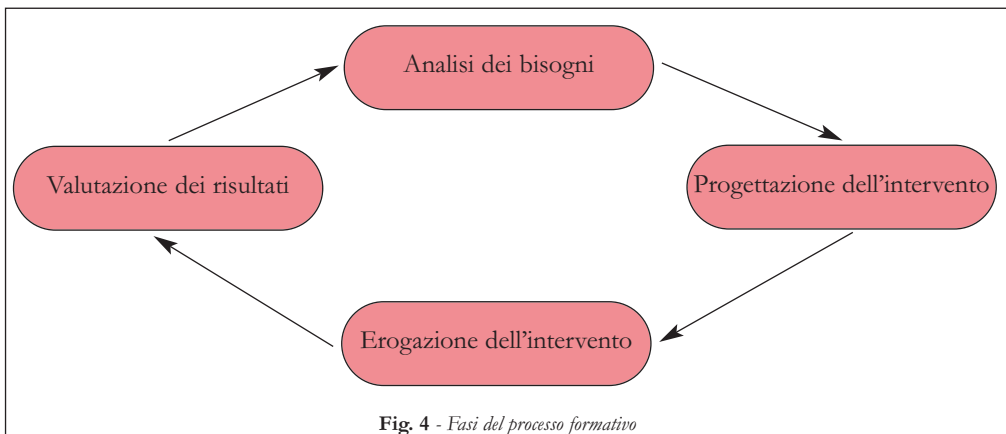 Analisi dei bisogni
Valutazione dei risultati
Progettazione dell’intervento
Erogazione dell’intervento
Fig. 4 - Fasi del processo formativo